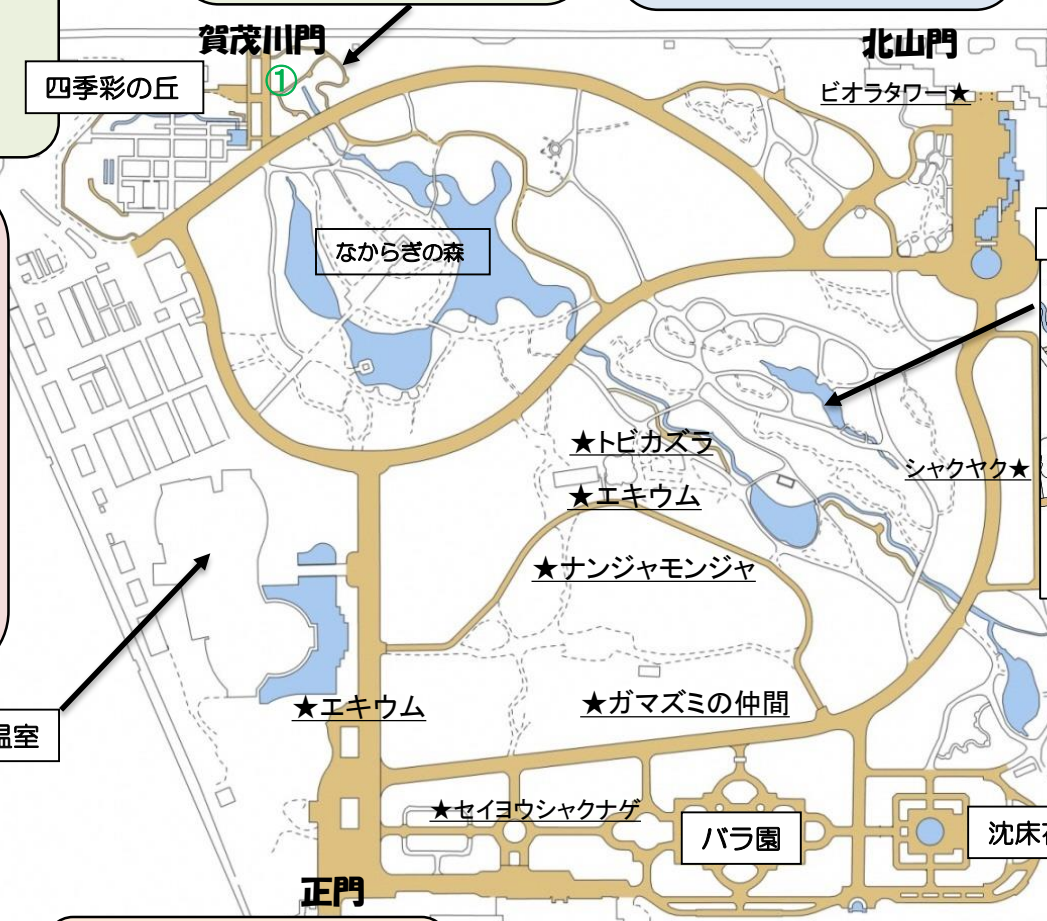 賀茂川門
北山門
①
四季彩の丘
ビオラタワー★
なからぎの森
★トビカズラ
シャクヤク★
★エキウム
★ナンジャモンジャ
★エキウム
★ガマズミの仲間
温室
★セイヨウシャクナゲ
バラ園
沈床花
正門